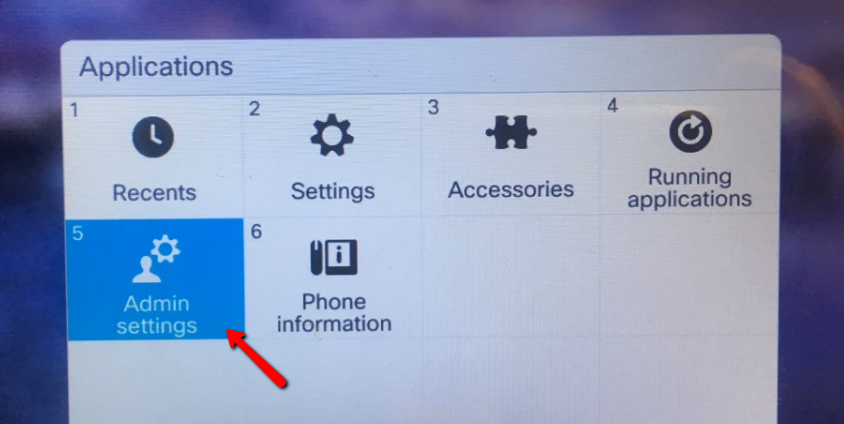 Applications
1
Recents
2
Settings
3
Accessories
4
Running
applications
5
Admin
settings
6
Phone
information